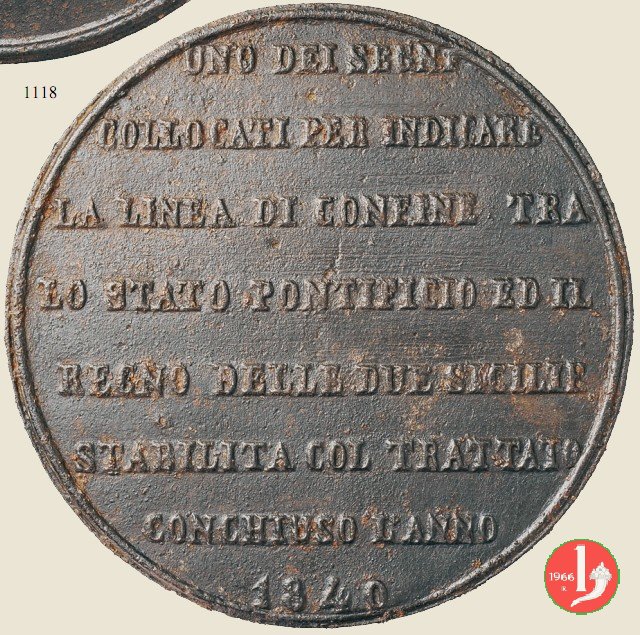 1118
UNO DEI SEGNI
COLLOCATI PER INDICARE
LA LINEA DI CONFINE TRA
LO STATO PONTIFICIO ED IL
REGNO DELLE DUE SICILIE
STABILITA COL TRATTATO
CONCHIUSO L'ANNO
1840
1966